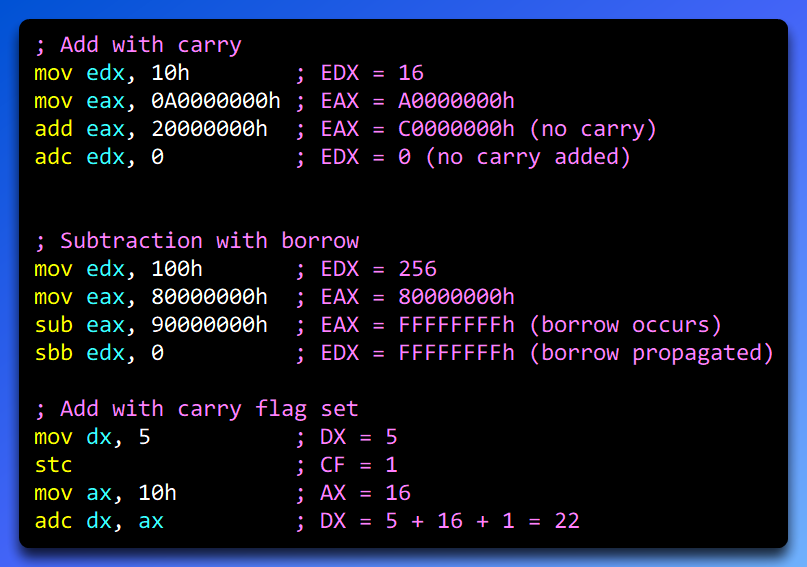 ; Add with carry
mov edx, 10h        ; EDX = 16
mov eax, 0A0000000h ; EAX = A0000000h
add eax, 20000000h  ; EAX = C0000000h (no carry)
adc edx, 0          ; EDX = 0 (no carry added)
; Subtraction with borrow
mov edx, 100h       ; EDX = 256
mov eax, 80000000h  ; EAX = 80000000h
sub eax, 90000000h  ; EAX = FFFFFFFFh (borrow occurs)
sbb edx, 0          ; EDX = FFFFFFFFh (borrow propagated)
; Add with carry flag set
mov dx, 5           ; DX = 5
stc                 ; CF = 1
mov ax, 10h         ; AX = 16
adc dx, ax          ; DX = 5 + 16 + 1 = 22